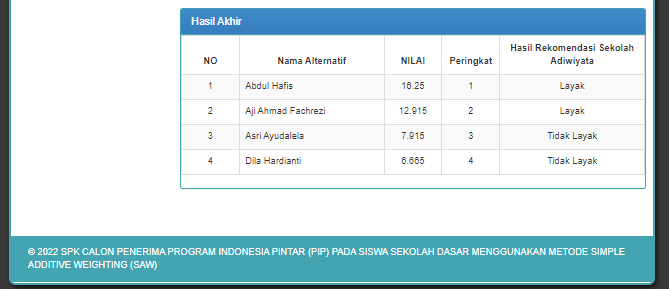 Hasil Akhir
NO Nama Alternatif NILAI Peringkat Hasil Rekomendasi Sekolah
Adiwiyata
1 Abdul Hafis 16.25 1 Layak
2 Aji Ahmad Fachrezi 12.915 2 Layak
3 Asri Ayudalela 7.915 3 Tidak Layak
4 Dila Hardianti 6.665 4 Tidak Layak
© 2022 SPK CALON PENERIMA PROGRAM INDONESIA PINTAR (PIP) PADA SISWA SEKOLAH DASAR MENGGUNAKAN METODE SIMPLE
ADDITIVE WEIGHTING (SAW)